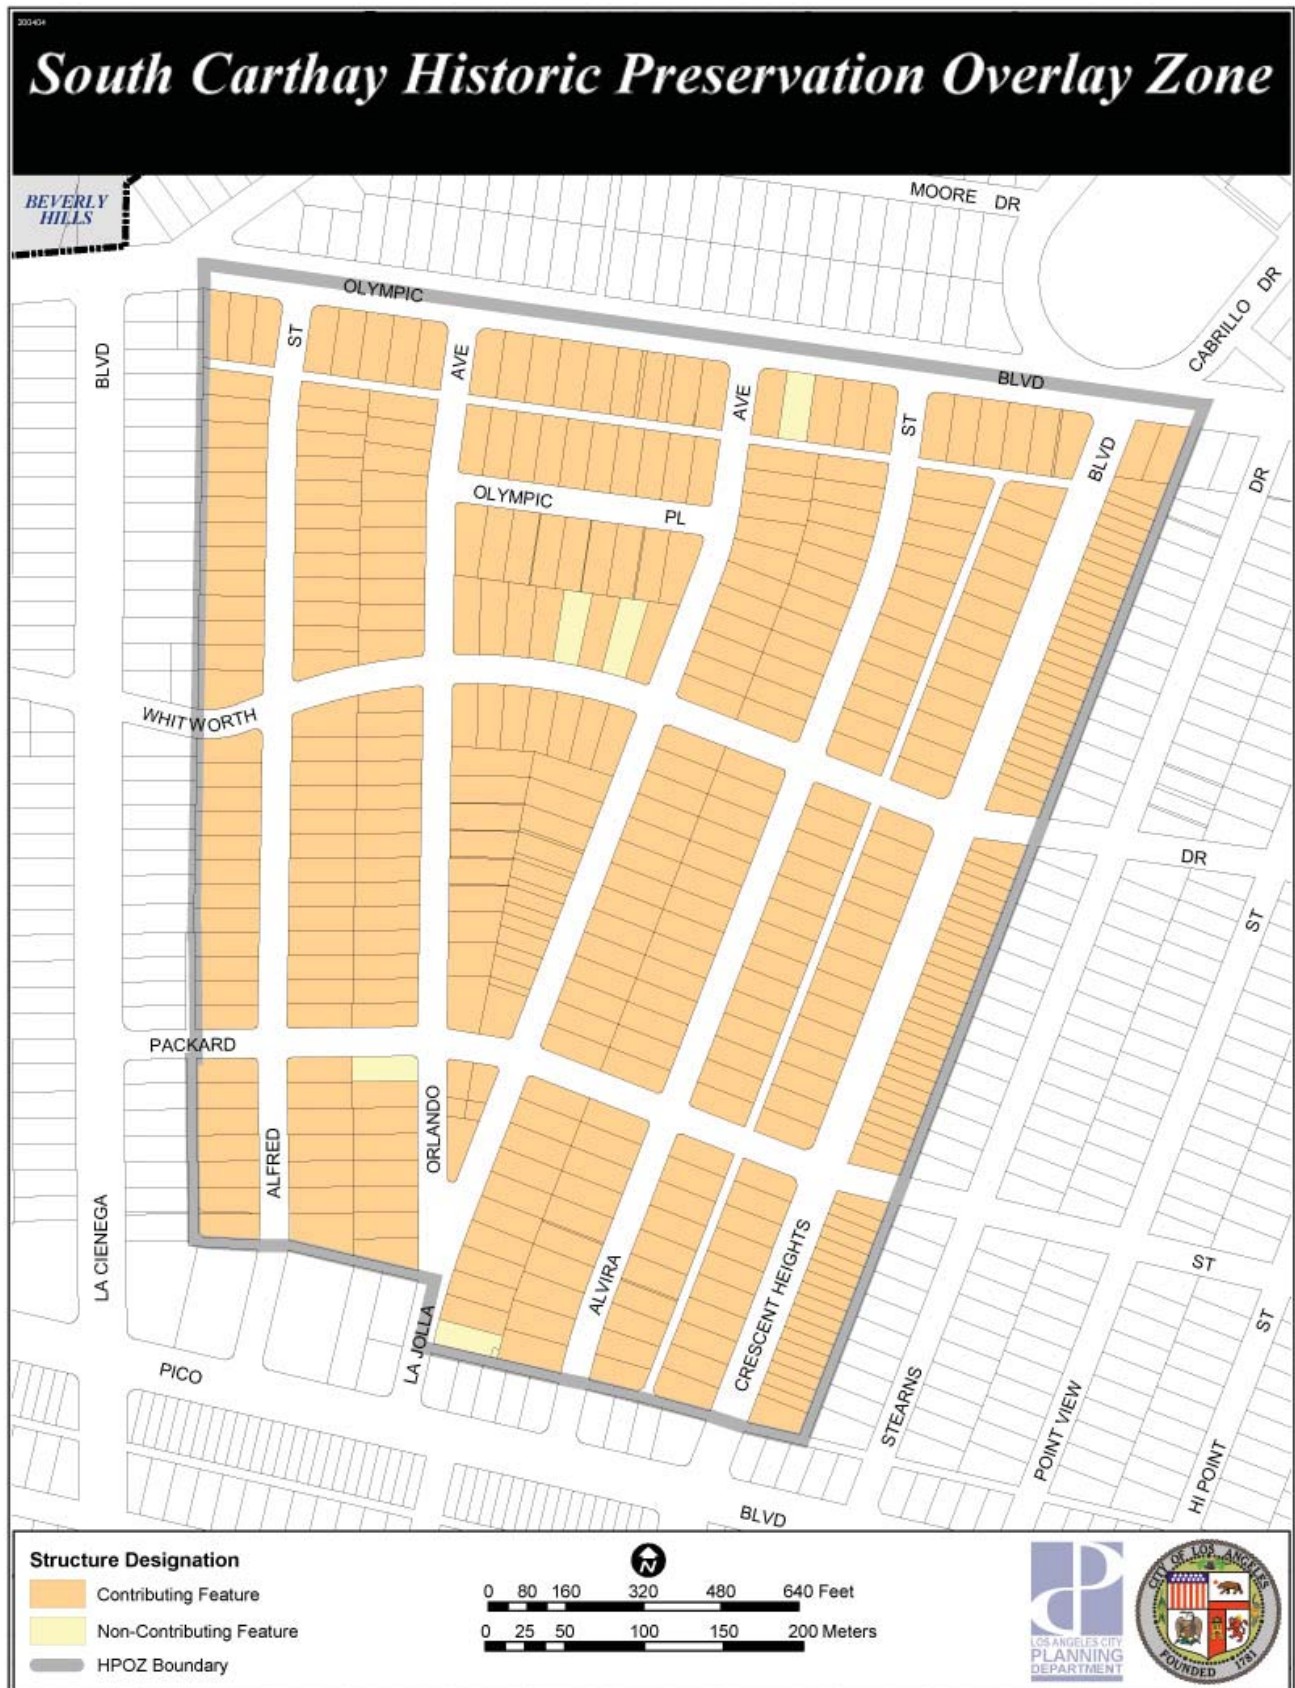 200404
South Carthay Historic Preservation Overlay Zone
BEVERLY
HILLS
MOORE DR
CABRILLO DR
OLYMPIC
BLVD
ST
AVE
BLVD
AVE
ST
BLVD
DR
OLYMPIC
PL
WHITWORTH
DR
ST
PACKARD
ORLANDO
ALFRED
LA CIENEGA
ALVIRA
CRESCENT HEIGHTS
ST
ST
LA JOLLA
PICO
STEARNS
POINT VIEW
HI POINT
BLVD
Structure Designation
Contributing Feature
Non-Contributing Feature
HPOZ Boundary
N
0 80 160 320 480 640 Feet
0 25 50 100 150 200 Meters
LOS ANGELES CITY
PLANNING
DEPARTMENT
CITY OF LOS ANGELES
FOUNDED 1781